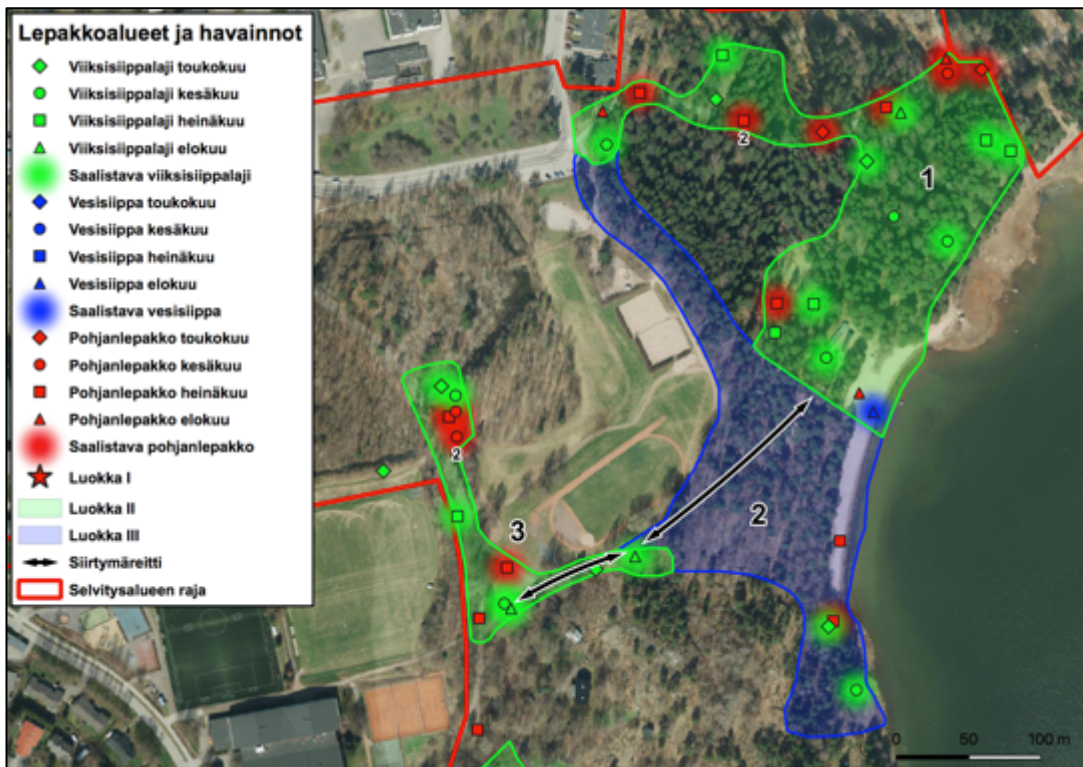 Lepakkoalueet ja havainnot
Viiksisiippalaji toukokuu
Viiksisiippalaji kesäkuu
Viiksisiippalaji heinäkuu
Viiksisiippalaji elokuu
Saalistava viiksisiippalaji
Vesisiippa toukokuu
Vesisiippa kesäkuu
Vesisiippa heinäkuu
Vesisiippa elokuu
Saalistava vesisiippa
Pohjanlepakko toukokuu
Pohjanlepakko kesäkuu
Pohjanlepakko heinäkuu
Pohjanlepakko elokuu
Saalistava pohjanlepakko
Luokka I
Luokka II
Luokka III
Siirtymäreitti
Selvitysalueen raja
2
1
2
3
2
0 50 100 m